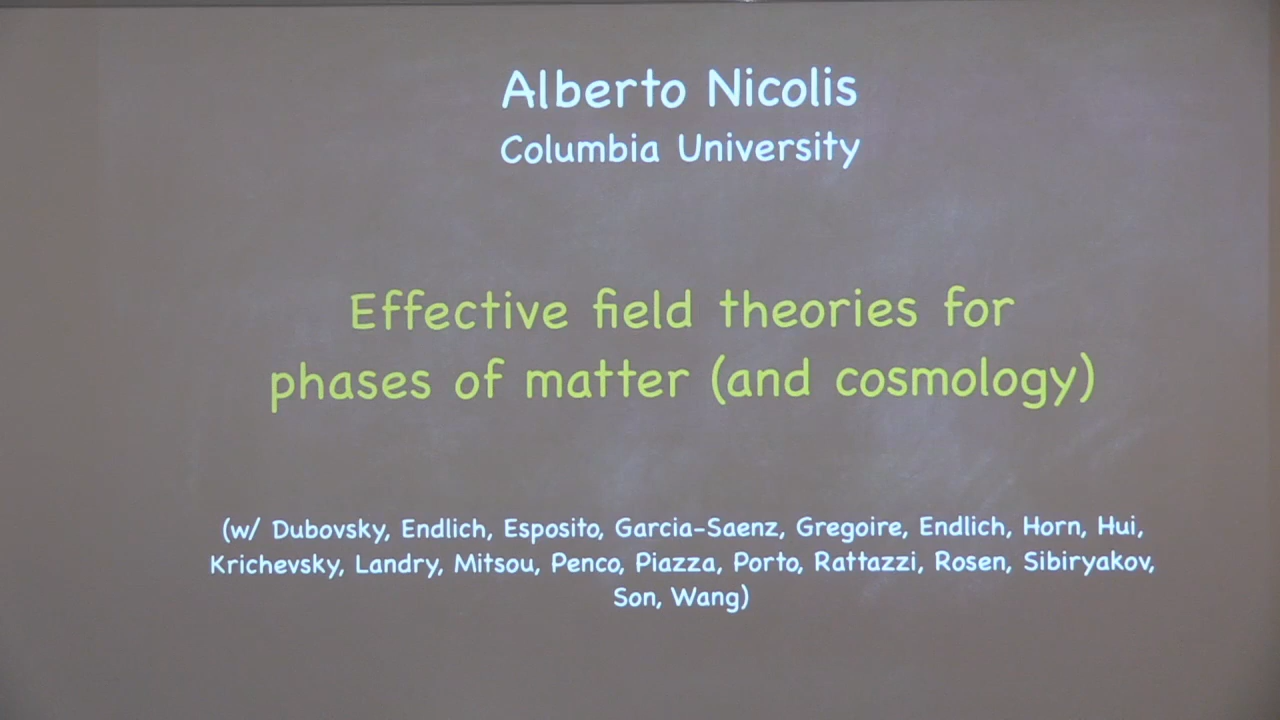 Alberto Nicolis
Columbia University
Effective field theories for
phases of matter (and cosmology)
(w/ Dubovsky, Endlich, Esposito, Garcia-Saenz, Gregoire, Endlich, Horn, Hui,
Krichevsky, Landry, Mitsou, Penco, Piazza, Porto, Rattazzi, Rosen, Sibiryakov,
Son, Wang)